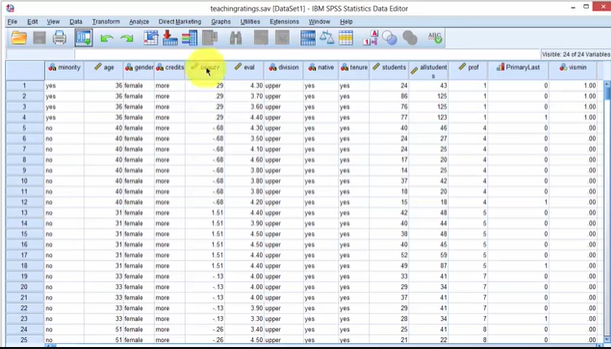 teachingratings.sav [DataSet1] - IBM SPSS Statistics Data Editor
File Edit View Data Transform Analyze Direct Marketing Graphs Utilities Extensions Window Help
Visible: 24 of 24 Variables
minority age gender credits eval division native tenure students allstudents prof PrimaryLast vismin
1 yes 36 female more .29 4.30 upper yes yes 24 43 1 0 1.00
2 yes 36 female more .29 3.70 upper yes yes 86 125 1 0 1.00
3 yes 36 female more .29 3.60 upper yes yes 76 125 1 0 1.00
4 yes 36 female more .29 4.40 upper yes yes 77 123 1 1 1.00
5 no 40 female more -.68 4.30 upper yes yes 40 46 4 0 .00
6 no 40 female more -.68 4.50 upper yes yes 24 27 4 0 .00
7 no 40 female more -.68 4.10 upper yes yes 24 25 4 0 .00
8 no 40 female more -.68 4.60 upper yes yes 17 20 4 0 .00
9 no 40 female more -.68 3.80 upper yes yes 14 25 4 0 .00
10 no 40 female more -.68 3.80 upper yes yes 37 42 4 0 .00
11 no 40 female more -.68 3.80 upper yes yes 18 20 4 0 .00
12 no 40 female more -.68 4.20 upper yes yes 15 18 4 1 .00
13 no 31 female more 1.51 4.40 upper yes yes 42 48 5 0 .00
14 no 31 female more 1.51 3.90 upper yes yes 40 44 5 0 .00
15 no 31 female more 1.51 4.50 upper yes yes 38 48 5 0 .00
16 no 31 female more 1.51 4.50 upper yes yes 40 45 5 0 .00
17 no 31 female more 1.51 4.40 upper yes yes 52 59 5 0 .00
18 no 31 female more 1.51 4.50 upper yes yes 49 87 5 1 .00
19 no 33 female more -.13 4.00 upper yes yes 33 41 7 0 .00
20 no 33 female more -.13 4.00 upper yes yes 29 34 7 0 .00
21 no 33 female more -.13 4.00 upper yes yes 37 41 7 0 .00
22 no 33 female more -.13 3.90 upper yes yes 29 41 7 0 .00
23 no 33 female more -.13 3.30 upper yes yes 28 34 7 1 .00
24 no 51 female more -.26 3.40 upper yes yes 25 41 8 0 .00
25 no 51 female more -.26 4.50 upper yes yes 21 22 8 0 .00